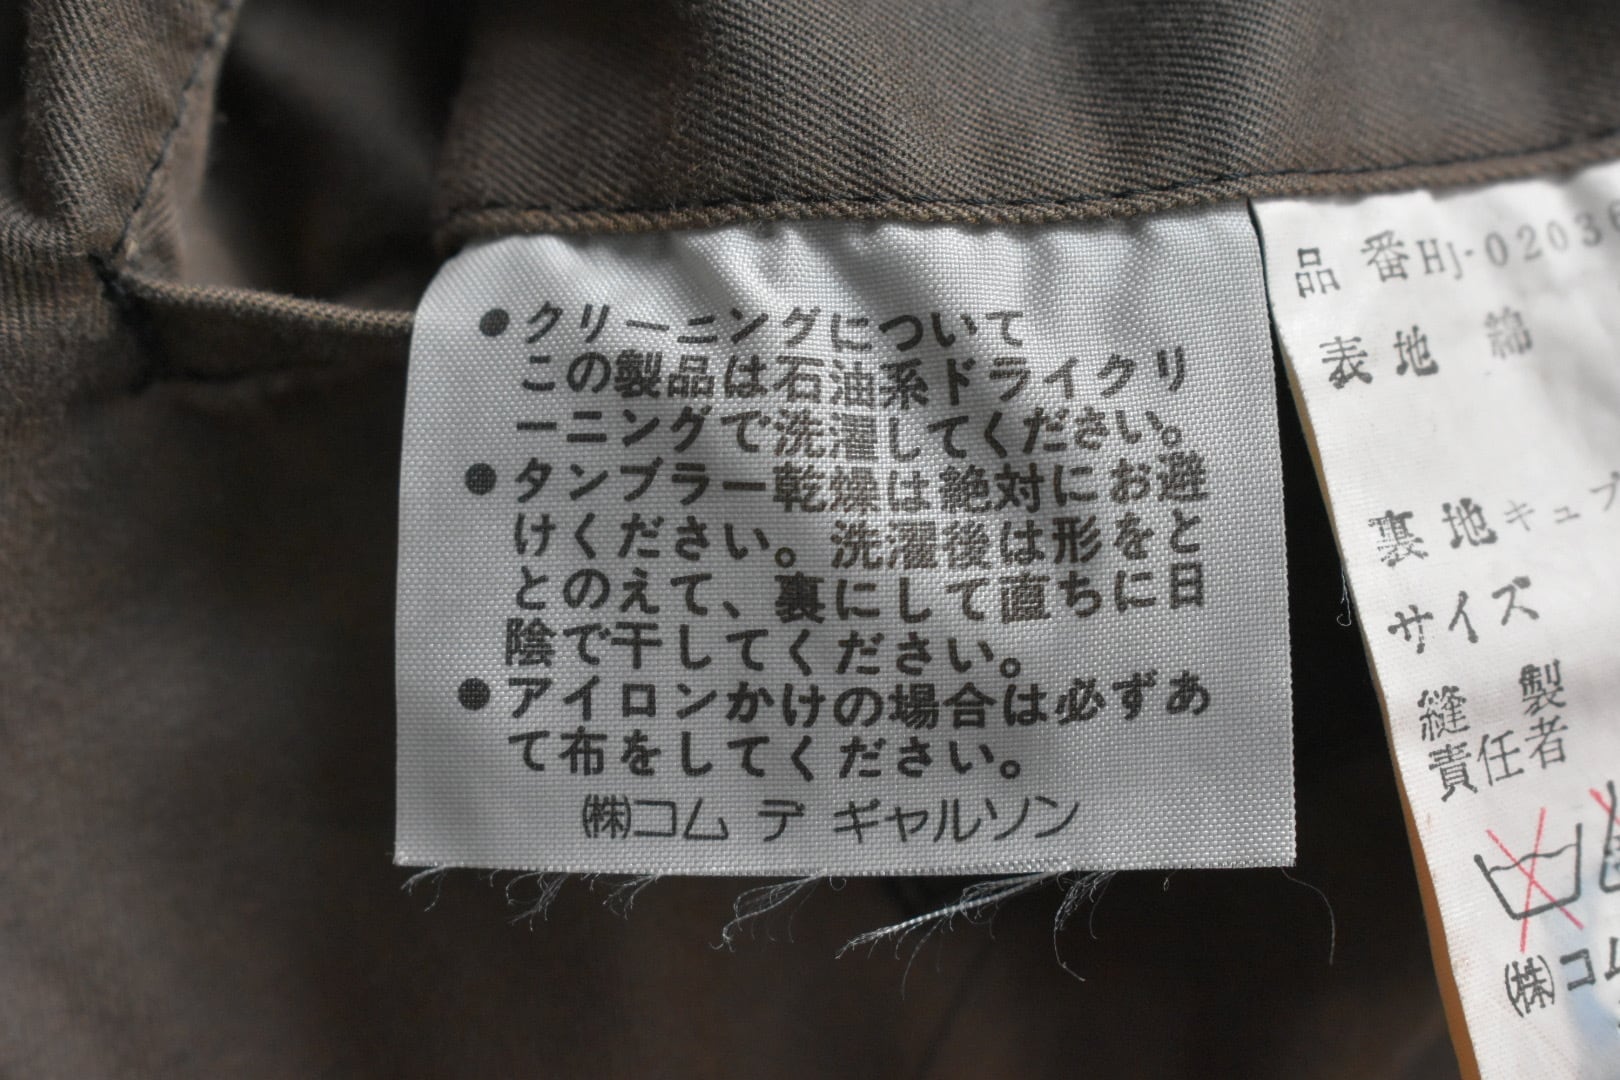 ●クリーニングについて
この製品は石油系ドライクリ
ーニングで洗濯してください。
●タンブラー乾燥は絶対にお避
けください。洗濯後は形をと
とのえて、裏にして直ちに日
陰で干してください。
●アイロンかけの場合は必ずあ
て布をしてください。
㈱コム デ ギャルソン
品番HJ-0203
表地 綿
裏地キュプ
サイズ
縫製
責任者
㈱コム